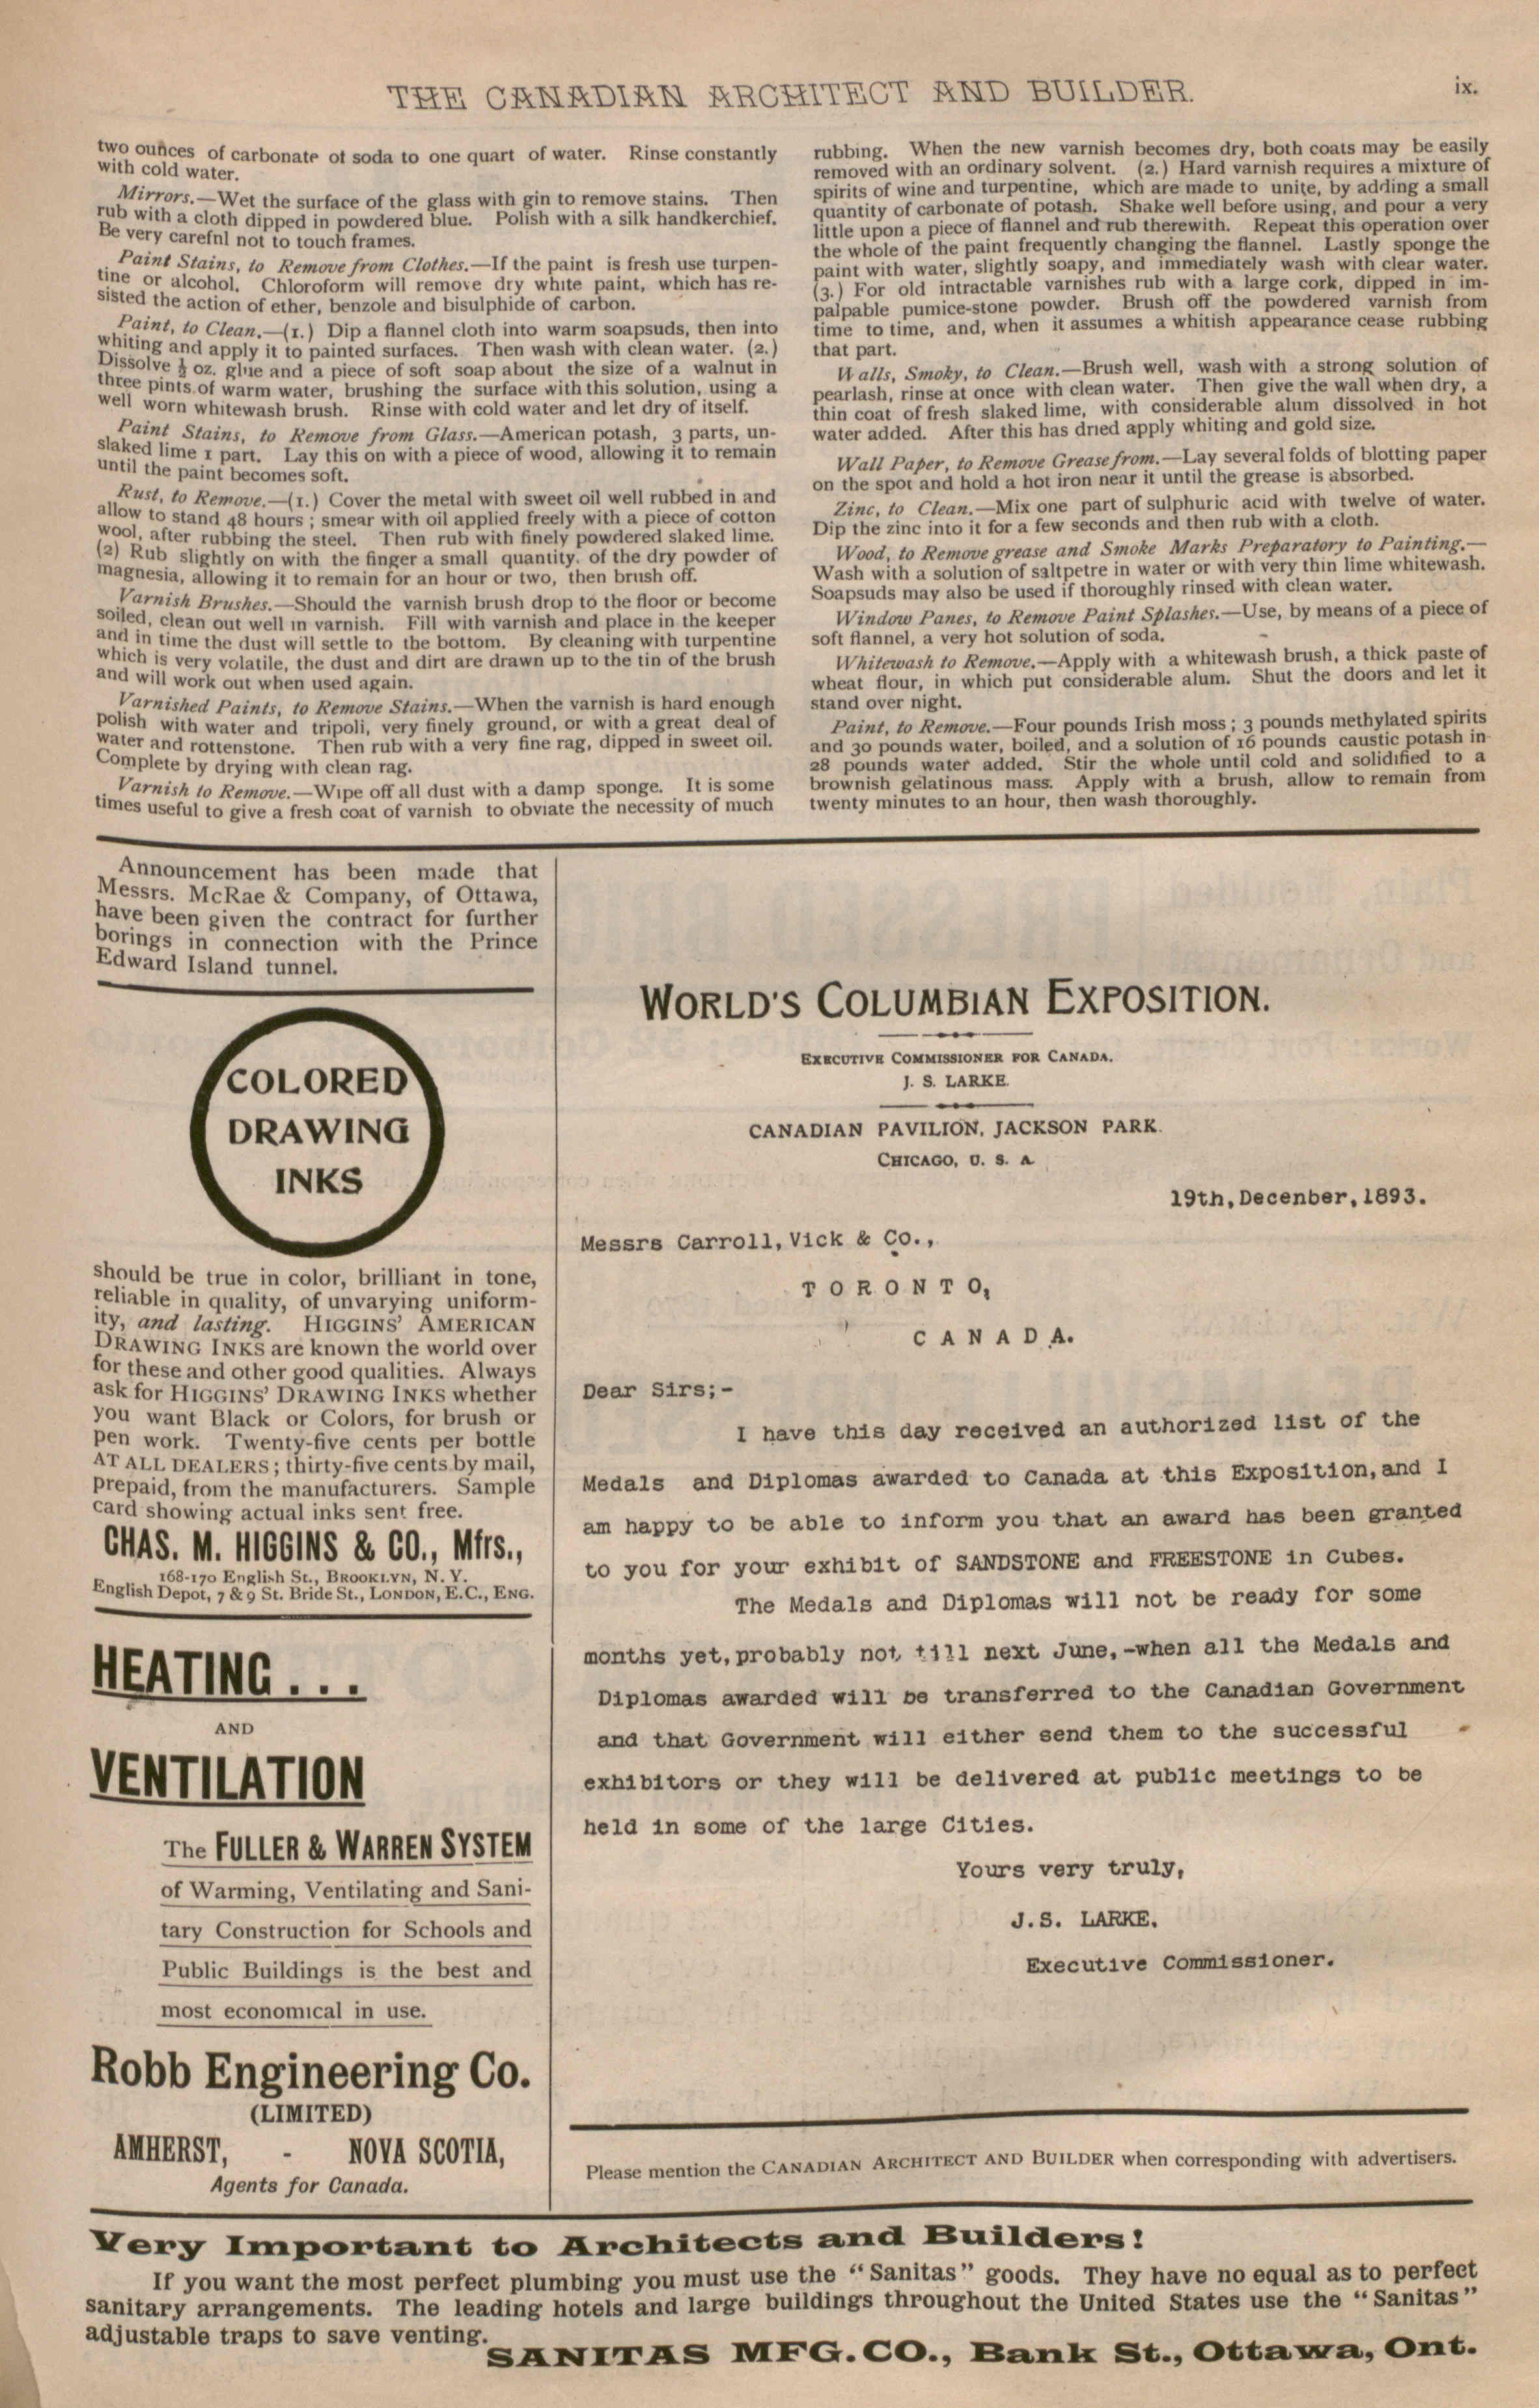 THE CANADIAN ARCHITECT AND BUILDER.
ix.
two ounces of carbonate of soda to one quart of water. Rinse constantly
with cold water.
Mirrors.—Wet the surface of the glass with gin to remove stains. Then
rub with a cloth dipped in powdered blue. Polish with a silk handkerchief.
Be very carefnl not to touch frames.
Paint Stains, to Remove from Clothes.—If the paint is fresh use turpen-
tine or alcohol. Chloroform will remove dry white paint, which has re-
sisted the action of ether, benzole and bisulphide of carbon.
Paint, to Clean.—(1.) Dip a flannel cloth into warm soapsuds, then into
whiting and apply it to painted surfaces. Then wash with clean water. (2.)
Dissolve ½ oz. glue and a piece of soft soap about the size of a walnut in
three pints of warm water, brushing the surface with this solution, using a
well worn whitewash brush. Rinse with cold water and let dry of itself.
Paint Stains, to Remove from Glass.—American potash, 3 parts, un-
slaked lime 1 part. Lay this on with a piece of wood, allowing it to remain
until the paint becomes soft.
Rust, to Remove.—(1.) Cover the metal with sweet oil well rubbed in and
allow to stand 48 hours ; smear with oil applied freely with a piece of cotton
wool, after rubbing the steel. Then rub with finely powdered slaked lime.
(2) Rub slightly on with the finger a small quantity. of the dry powder of
magnesia, allowing it to remain for an hour or two, then brush off.
Varnish Brushes.—Should the varnish brush drop to the floor or become
soiled, clean out well in varnish. Fill with varnish and place in the keeper
and in time the dust will settle to the bottom. By cleaning with turpentine
which is very volatile, the dust and dirt are drawn up to the tin of the brush
and will work out when used again.
Varnished Paints, to Remove Stains.—When the varnish is hard enough
polish with water and tripoli, very finely ground, or with a great deal of
water and rottenstone. Then rub with a very fine rag, dipped in sweet oil.
Complete by drying with clean rag.
Varnish to Remove.—Wipe off all dust with a damp sponge. It is some
times useful to give a fresh coat of varnish to obviate the necessity of much
rubbing. When the new varnish becomes dry, both coats may be easily
removed with an ordinary solvent. (2.) Hard varnish requires a mixture of
spirits of wine and turpentine, which are made to unite, by adding a small
quantity of carbonate of potash. Shake well before using, and pour a very
little upon a piece of flannel and rub therewith. Repeat this operation over
the whole of the paint frequently changing the flannel. Lastly sponge the
paint with water, slightly soapy, and immediately wash with clear water.
(3.) For old intractable varnishes rub with a large cork, dipped in im-
palpable pumice-stone powder. Brush off the powdered varnish from
time to time, and, when it assumes a whitish appearance cease rubbing
that part.
Walls, Smoky, to Clean.—Brush well, wash with a strong solution of
pearlash, rinse at once with clean water. Then give the wall when dry, a
thin coat of fresh slaked lime, with considerable alum dissolved in hot
water added. After this has dried apply whiting and gold size.
Wall Paper, to Remove Grease from.—Lay several folds of blotting paper
on the spot and hold a hot iron near it until the grease is absorbed.
Zinc, to Clean.—Mix one part of sulphuric acid with twelve of water.
Dip the zinc into it for a few seconds and then rub with a cloth.
Wood, to Remove grease and Smoke Marks Preparatory to Painting.—
Wash with a solution of saltpetre in water or with very thin lime whitewash.
Soapsuds may also be used if thoroughly rinsed with clean water.
Window Panes, to Remove Paint Splashes.—Use, by means of a piece of
soft flannel, a very hot solution of soda.
Whitewash to Remove.—Apply with a whitewash brush, a thick paste of
wheat flour, in which put considerable alum. Shut the doors and let it
stand over night.
Paint, to Remove.—Four pounds Irish moss ; 3 pounds methylated spirits
and 30 pounds water, boiled, and a solution of 16 pounds caustic potash in
28 pounds water added. Stir the whole until cold and solidified to a
brownish gelatinous mass. Apply with a brush, allow to remain from
twenty minutes to an hour, then wash thoroughly.
Announcement has been made that
Messrs. McRae & Company, of Ottawa,
have been given the contract for further
borings in connection with the Prince
Edward Island tunnel.
COLORED
DRAWING
INKS
should be true in color, brilliant in tone,
reliable in quality, of unvarying uniform-
ity, and lasting. HIGGINS' AMERICAN
DRAWING INKS are known the world over
for these and other good qualities. Always
ask for HIGGINS' DRAWING INKS whether
you want Black or Colors, for brush or
pen work. Twenty-five cents per bottle
AT ALL DEALERS ; thirty-five cents by mail,
prepaid, from the manufacturers. Sample
card showing actual inks sent free.
CHAS. M. HIGGINS & CO., Mfrs.,
168-170 English St., BROOKLYN, N. Y.
English Depot, 7 & 9 St. Bride St., LONDON, E.C., ENG.
HEATING . . .
AND
VENTILATION
The FULLER & WARREN SYSTEM
of Warming, Ventilating and Sani-
tary Construction for Schools and
Public Buildings is the best and
most economical in use.
Robb Engineering Co.
(LIMITED)
AMHERST, - NOVA SCOTIA,
Agents for Canada.
WORLD'S COLUMBIAN EXPOSITION.
EXECUTIVE COMMISSIONER FOR CANADA.
J. S. LARKE.
CANADIAN PAVILION, JACKSON PARK.
CHICAGO, U. S. A.
19th, Decenber, 1893.
Messrs Carroll, Vick & Co.,
T O R O N T O,
C A N A D A.
Dear Sirs;-
I have this day received an authorized list of the
Medals and Diplomas awarded to Canada at this Exposition, and I
am happy to be able to inform you that an award has been granted
to you for your exhibit of SANDSTONE and FREESTONE in Cubes.
The Medals and Diplomas will not be ready for some
months yet, probably not till next June,-when all the Medals and
Diplomas awarded will be transferred to the Canadian Government
and that Government will either send them to the successful
exhibitors or they will be delivered at public meetings to be
held in some of the large Cities.
Yours very truly,
J.S. LARKE.
Executive Commissioner.
Please mention the CANADIAN ARCHITECT AND BUILDER when corresponding with advertisers.
Very Important to Architects and Builders!
If you want the most perfect plumbing you must use the "Sanitas" goods. They have no equal as to perfect
sanitary arrangements. The leading hotels and large buildings throughout the United States use the "Sanitas"
adjustable traps to save venting.
SANITAS MFG. CO., Bank St., Ottawa, Ont.